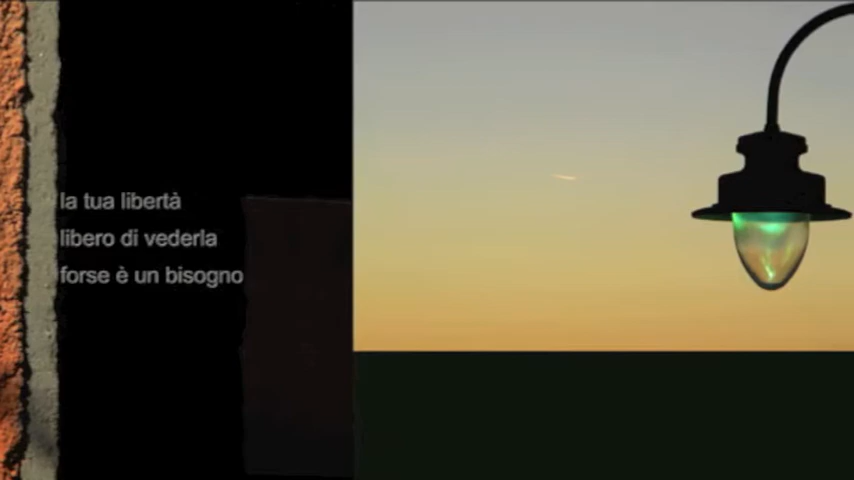 la tua libertà
libero di vederla
forse è un bisogno